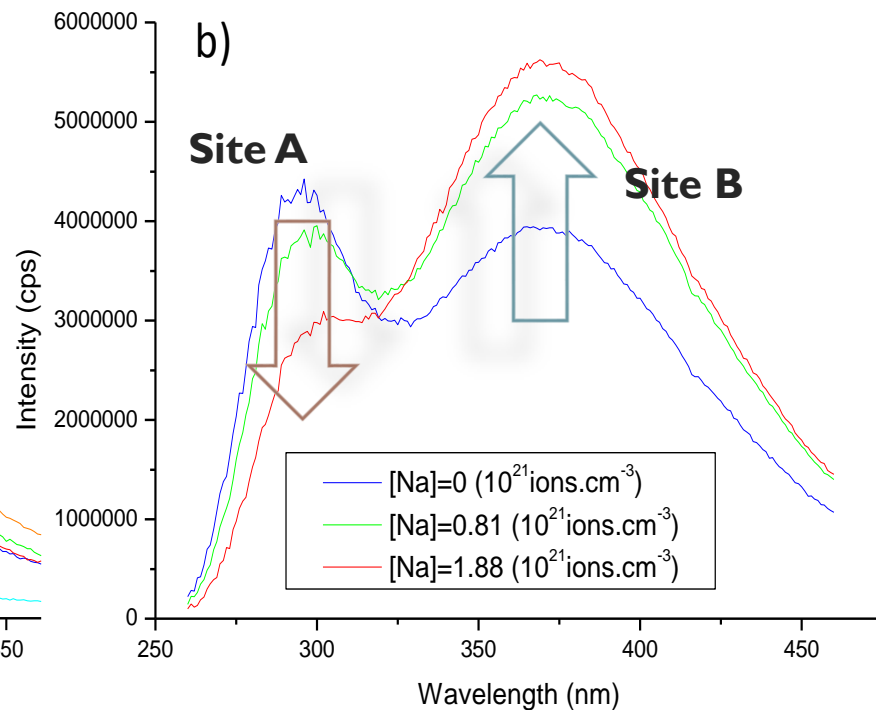 b)
Site A
Site B
6000000
5000000
4000000
3000000
2000000
1000000
0
Intensity (cps)
[Na]=0 (10²¹ions.cm⁻³)
[Na]=0.81 (10²¹ions.cm⁻³)
[Na]=1.88 (10²¹ions.cm⁻³)
50
250 300 350 400 450
Wavelength (nm)